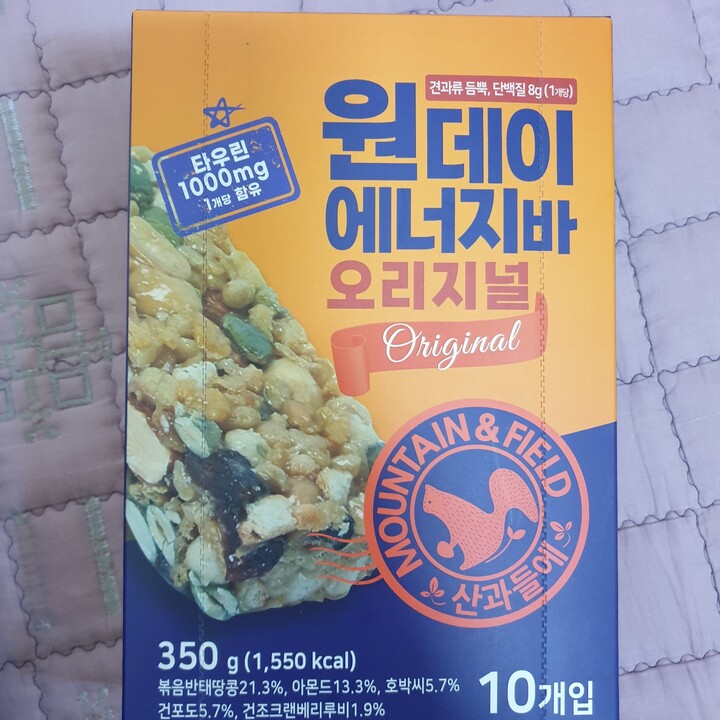 견과류 듬뿍, 단백질 8g (1개당)
원데이
에너지바
오리지널
Original
타우린
1000mg
1개당 함유
MOUNTAIN & FIELD
산과들에
350 g (1,550 kcal)
볶음반태땅콩21.3%, 아몬드13.3%, 호박씨5.7%
건포도5.7%, 건조크랜베리루비1.9%
10개입